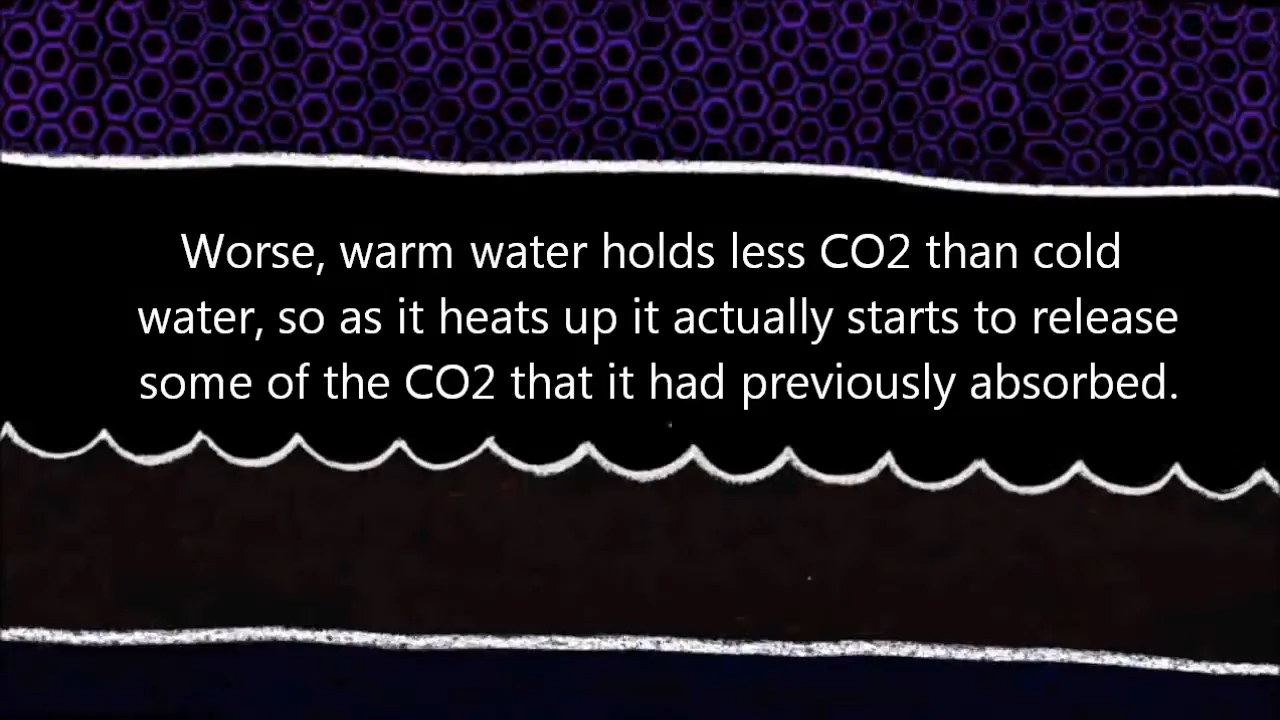 Worse, warm water holds less CO2 than cold
water, so as it heats up it actually starts to release
some of the CO2 that it had previously absorbed.